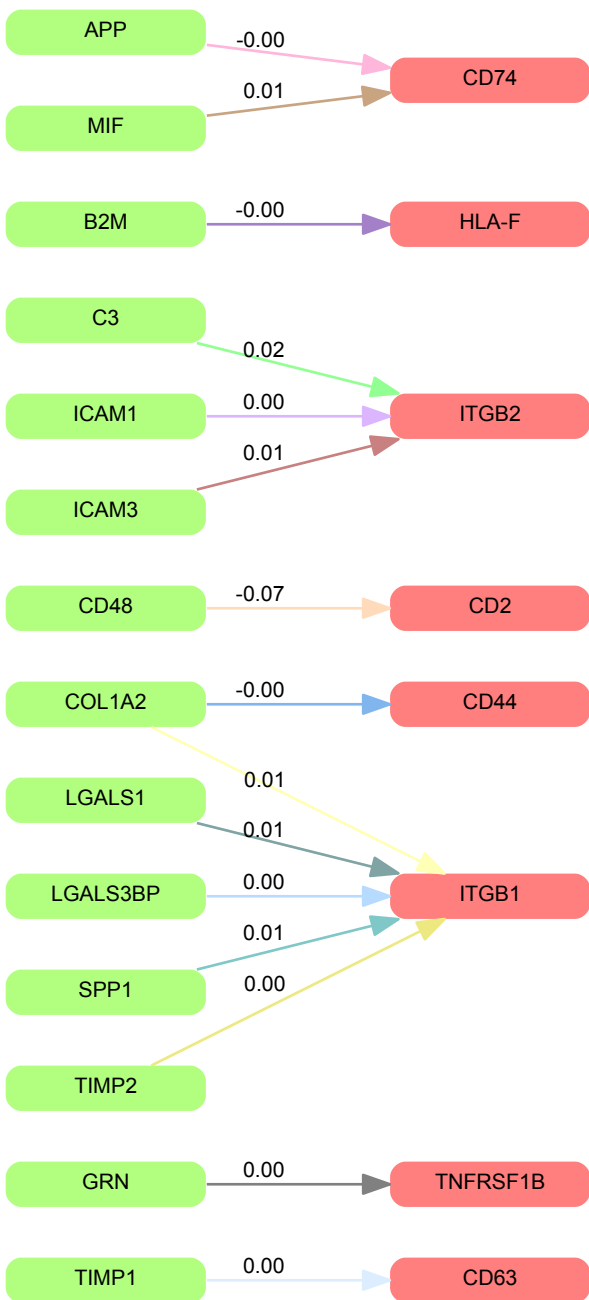 APP
-0.00
CD74
MIF
0.01
B2M
-0.00
HLA-F
C3
0.02
ICAM1
0.00
ITGB2
ICAM3
0.01
CD48
-0.07
CD2
COL1A2
-0.00
CD44
0.01
LGALS1
0.01
LGALS3BP
0.00
ITGB1
SPP1
0.01
0.00
TIMP2
GRN
0.00
TNFRSF1B
TIMP1
0.00
CD63